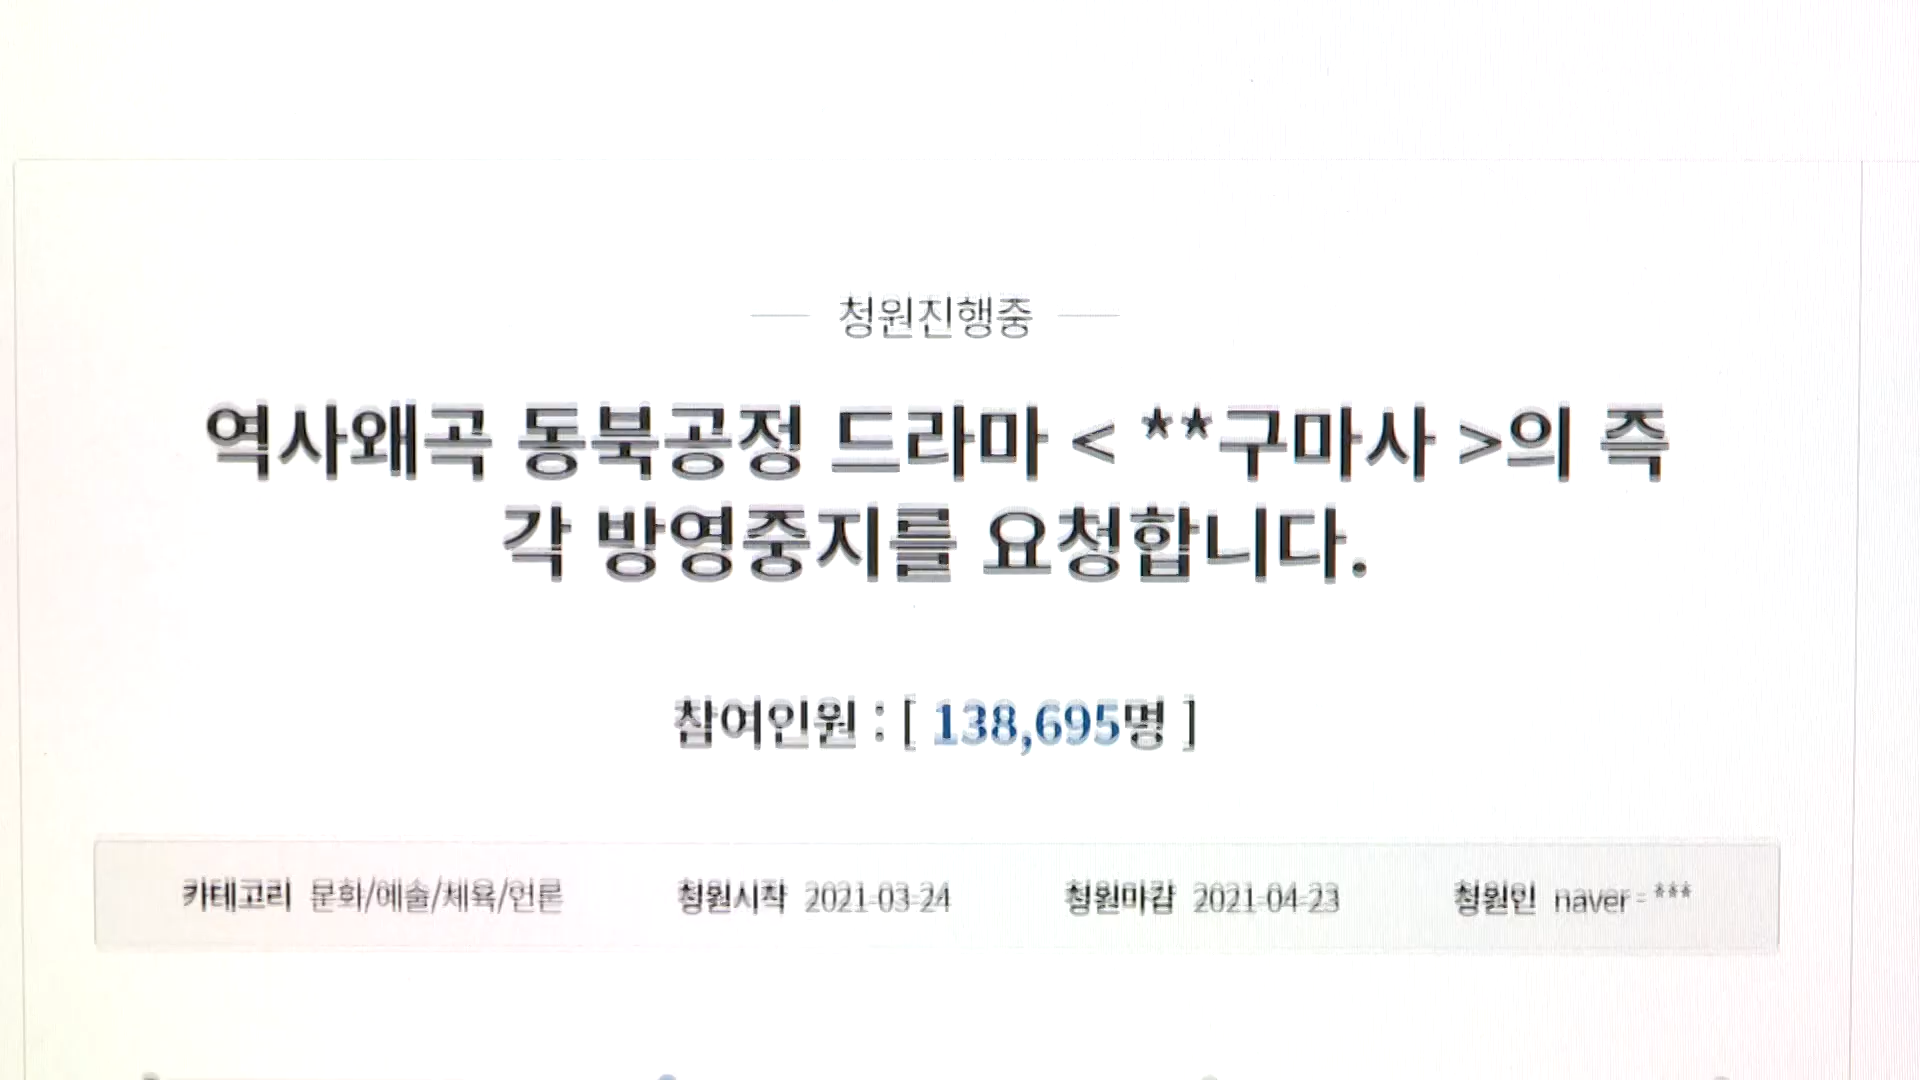 청원진행중
역사왜곡 동북공정 드라마 < **구마사 >의 즉
각 방영중지를 요청합니다.
참여인원 : [ 138,695명 ]
카테고리 문화/예술/체육/언론 청원시작 2021-03-24 청원마감 2021-04-23 청원인 naver - ***